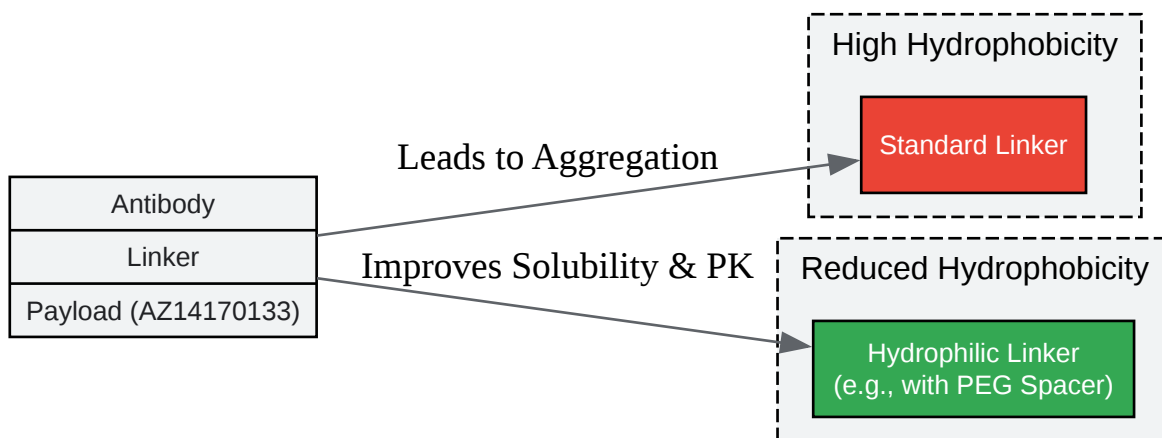 High Hydrophobicity
Standard Linker
Leads to Aggregation
Antibody
Linker
Payload (AZ14170133)
Improves Solubility & PK
Reduced Hydrophobicity
Hydrophilic Linker
(e.g., with PEG Spacer)